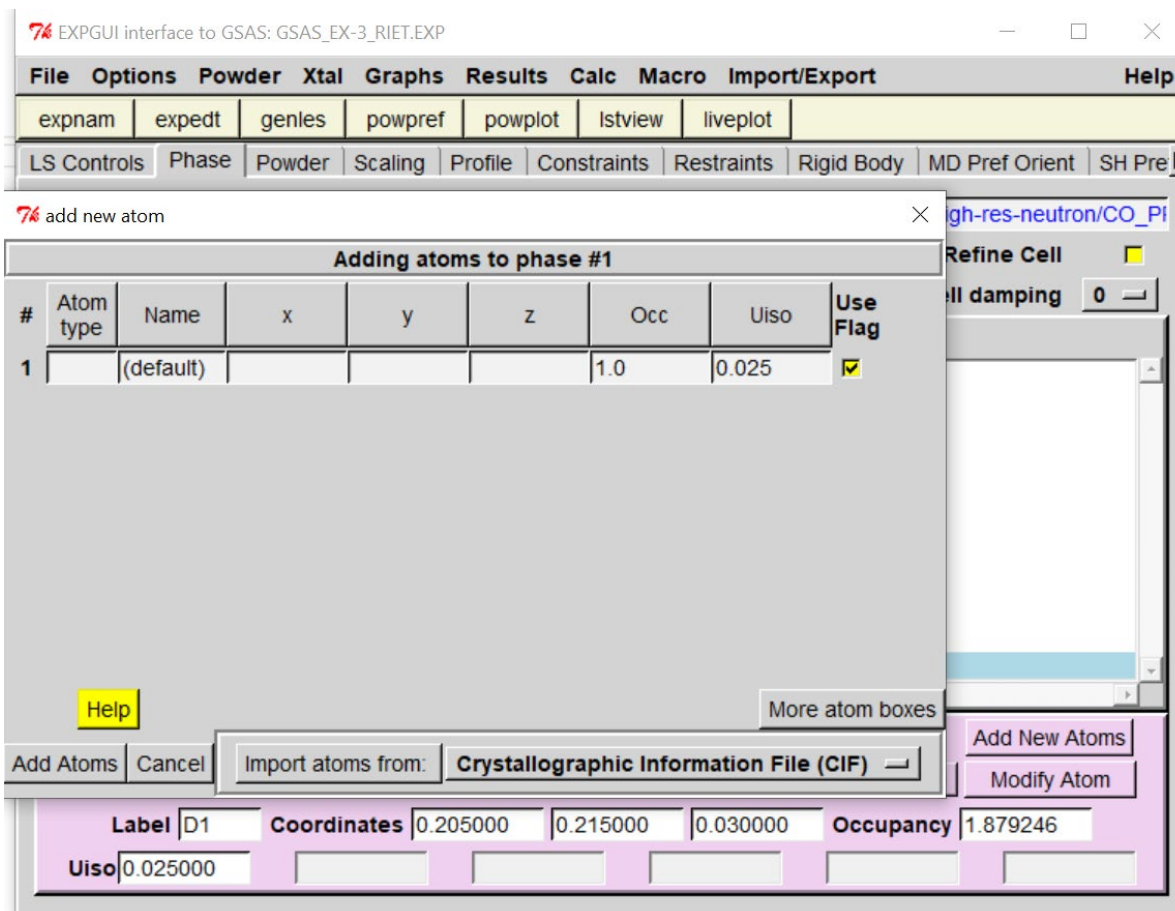 EXPGUI interface to GSAS: GSAS_EX-3_RIET.EXP
File Options Powder Xtal Graphs Results Calc Macro Import/Export Help
expnam expedt genles powpref powplot lstview liveplot
LS Controls Phase Powder Scaling Profile Constraints Restraints Rigid Body MD Pref Orient SH Pre
add new atom
igh-res-neutron/CO_P
Adding atoms to phase #1
Refine Cell
ll damping 0
# Atom type Name x y z Occ Uiso Use Flag
1 (default) 1.0 0.025
Help
More atom boxes
Add Atoms Cancel Import atoms from: Crystallographic Information File (CIF)
Add New Atoms
Modify Atom
Label D1 Coordinates 0.205000 0.215000 0.030000 Occupancy 1.879246
Uiso 0.025000